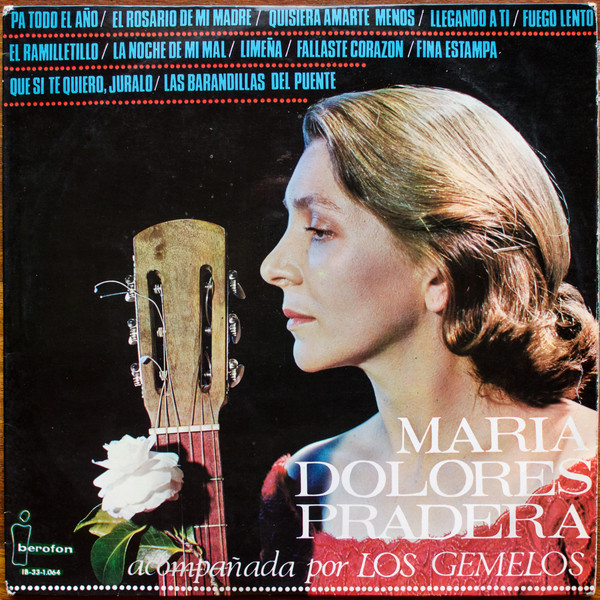 PA TODO EL AÑO / EL ROSARIO DE MI MADRE / QUISIERA AMARTE MENOS / LLEGANDO A TI / FUEGO LENTO
EL RAMILLETILLO / LA NOCHE DE MI MAL / LIMEÑA / FALLASTE CORAZON / FINA ESTAMPA
QUE SI TE QUIERO, JURALO / LAS BARANDILLAS DEL PUENTE
MARIA
DOLORES
PRADERA
acompañada por LOS GEMELOS
iberofon
IB-33-1.064